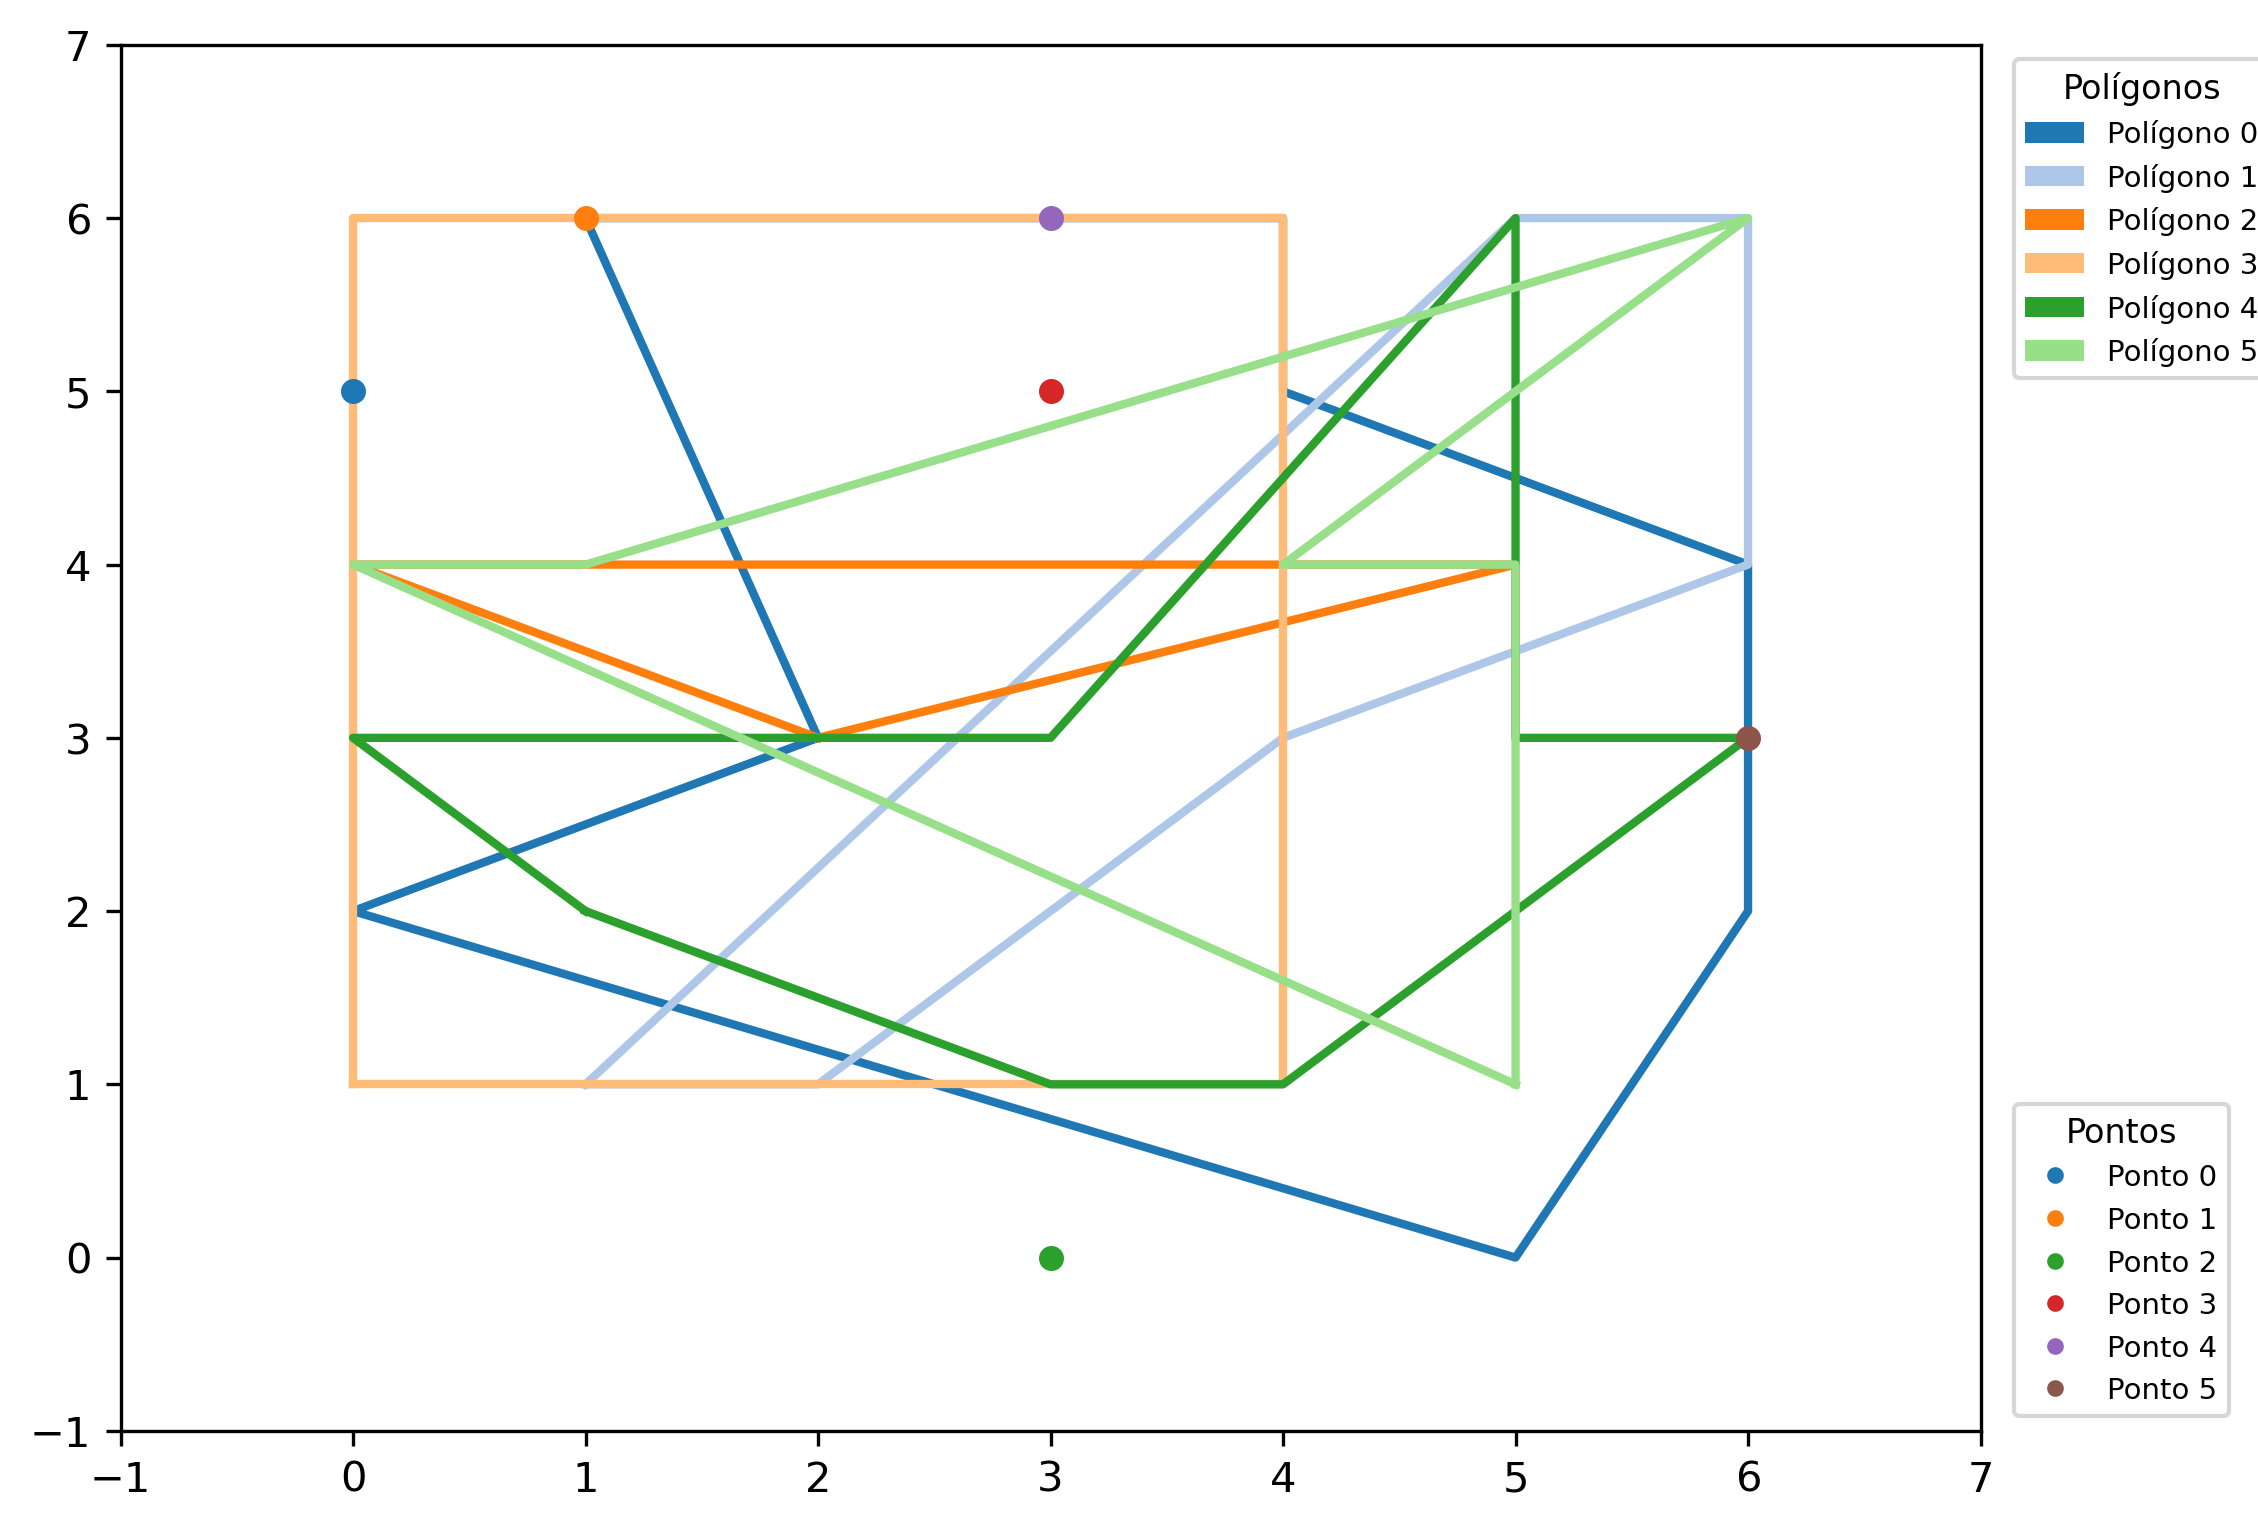 7
6
5
4
3
2
1
0
−1
−1 0 1 2 3 4 5 6 7
Polígonos
Polígono 0
Polígono 1
Polígono 2
Polígono 3
Polígono 4
Polígono 5
Pontos
Ponto 0
Ponto 1
Ponto 2
Ponto 3
Ponto 4
Ponto 5